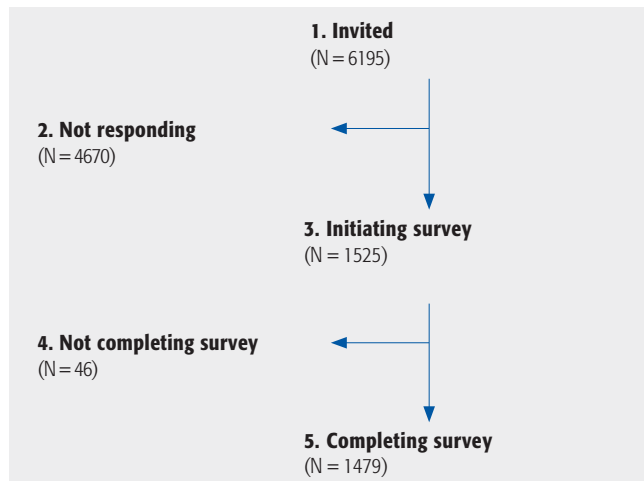 1. Invited
(N = 6195)
2. Not responding
(N = 4670)
3. Initiating survey
(N = 1525)
4. Not completing survey
(N = 46)
5. Completing survey
(N = 1479)